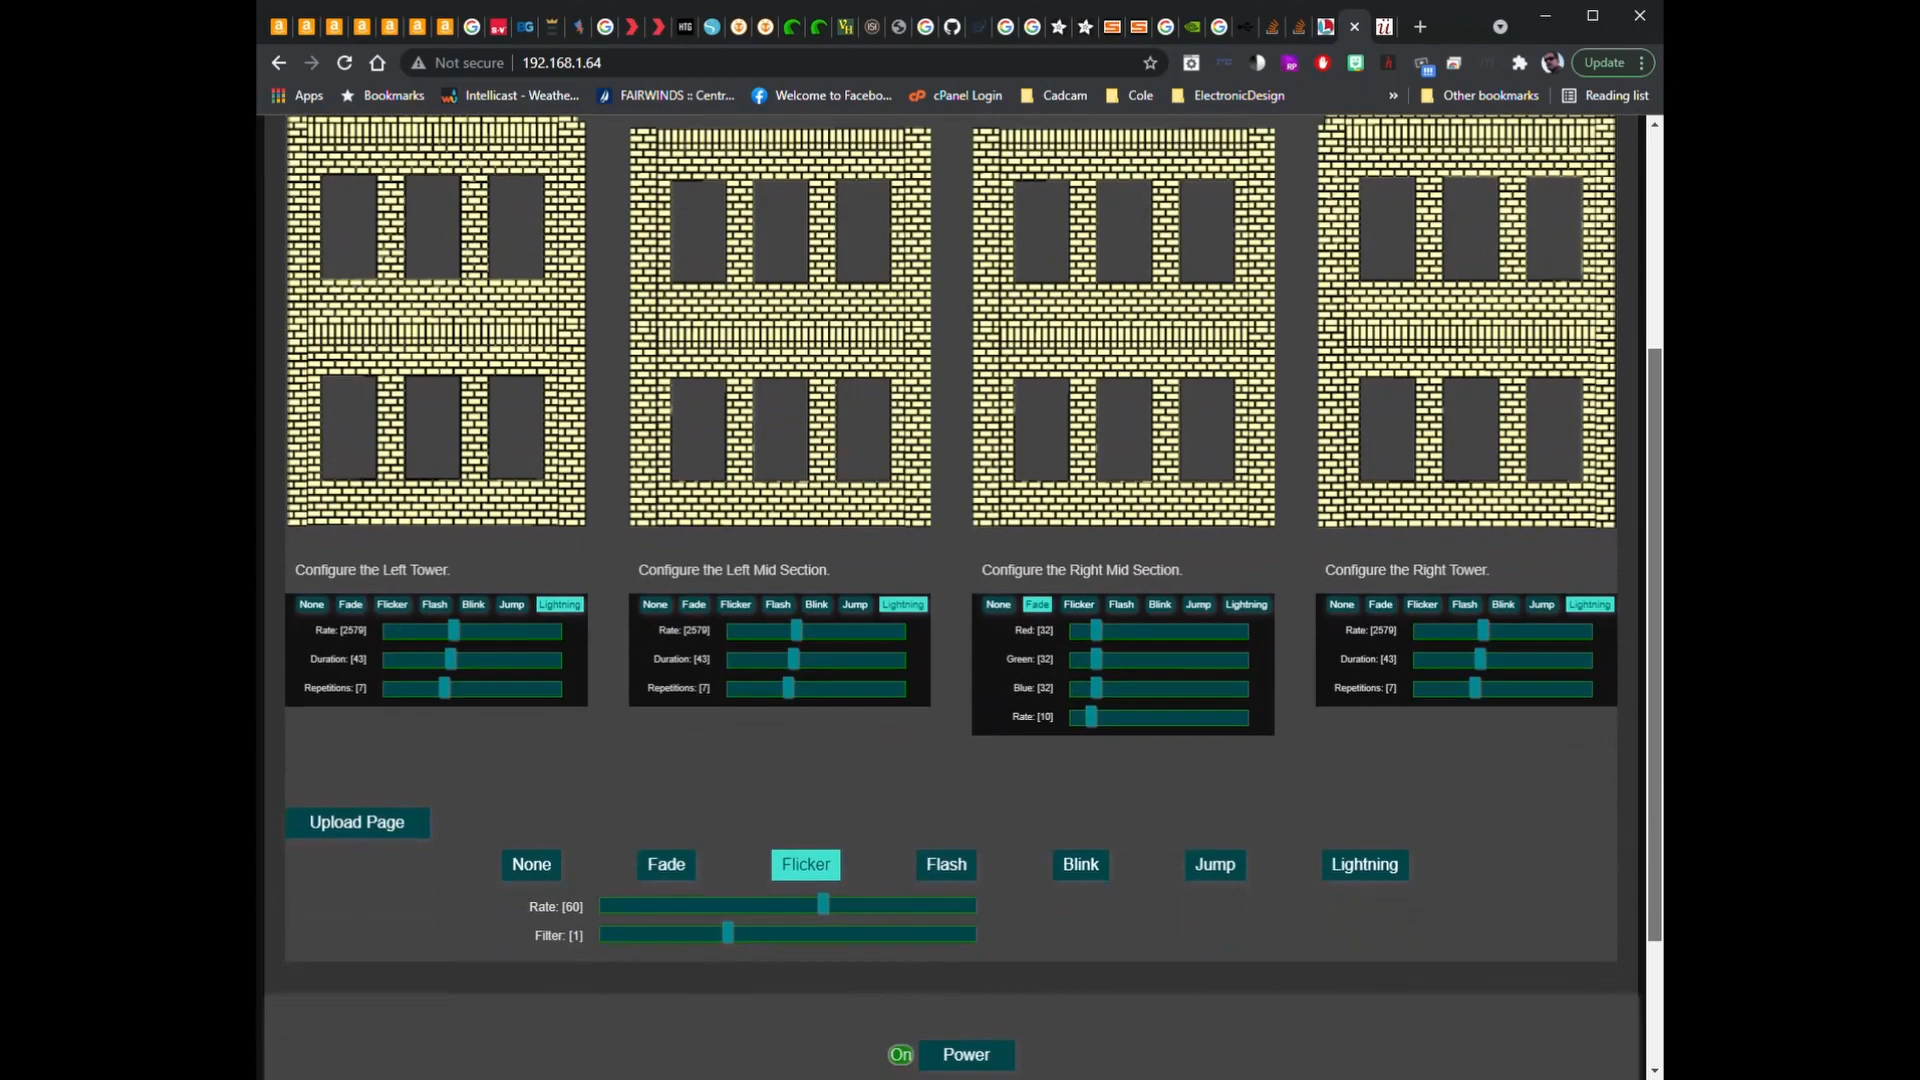 Not secure
192.168.1.64
Update
Apps
Bookmarks
Intellicast - Weathe...
FAIRWINDS :: Centr...
Welcome to Facebo...
cPanel Login
Cadcam
Cole
ElectronicDesign
»
Other bookmarks
Reading list
Configure the Left Tower.
None Fade Flicker Flash Blink Jump Lightning
Rate: [2579]
Duration: [43]
Repetitions: [7]
Configure the Left Mid Section.
None Fade Flicker Flash Blink Jump Lightning
Rate: [2579]
Duration: [43]
Repetitions: [7]
Configure the Right Mid Section.
None Fade Flicker Flash Blink Jump Lightning
Red: [32]
Green: [32]
Blue: [32]
Rate: [10]
Configure the Right Tower.
None Fade Flicker Flash Blink Jump Lightning
Rate: [2579]
Duration: [43]
Repetitions: [7]
Upload Page
None Fade Flicker Flash Blink Jump Lightning
Rate: [60]
Filter: [1]
On Power